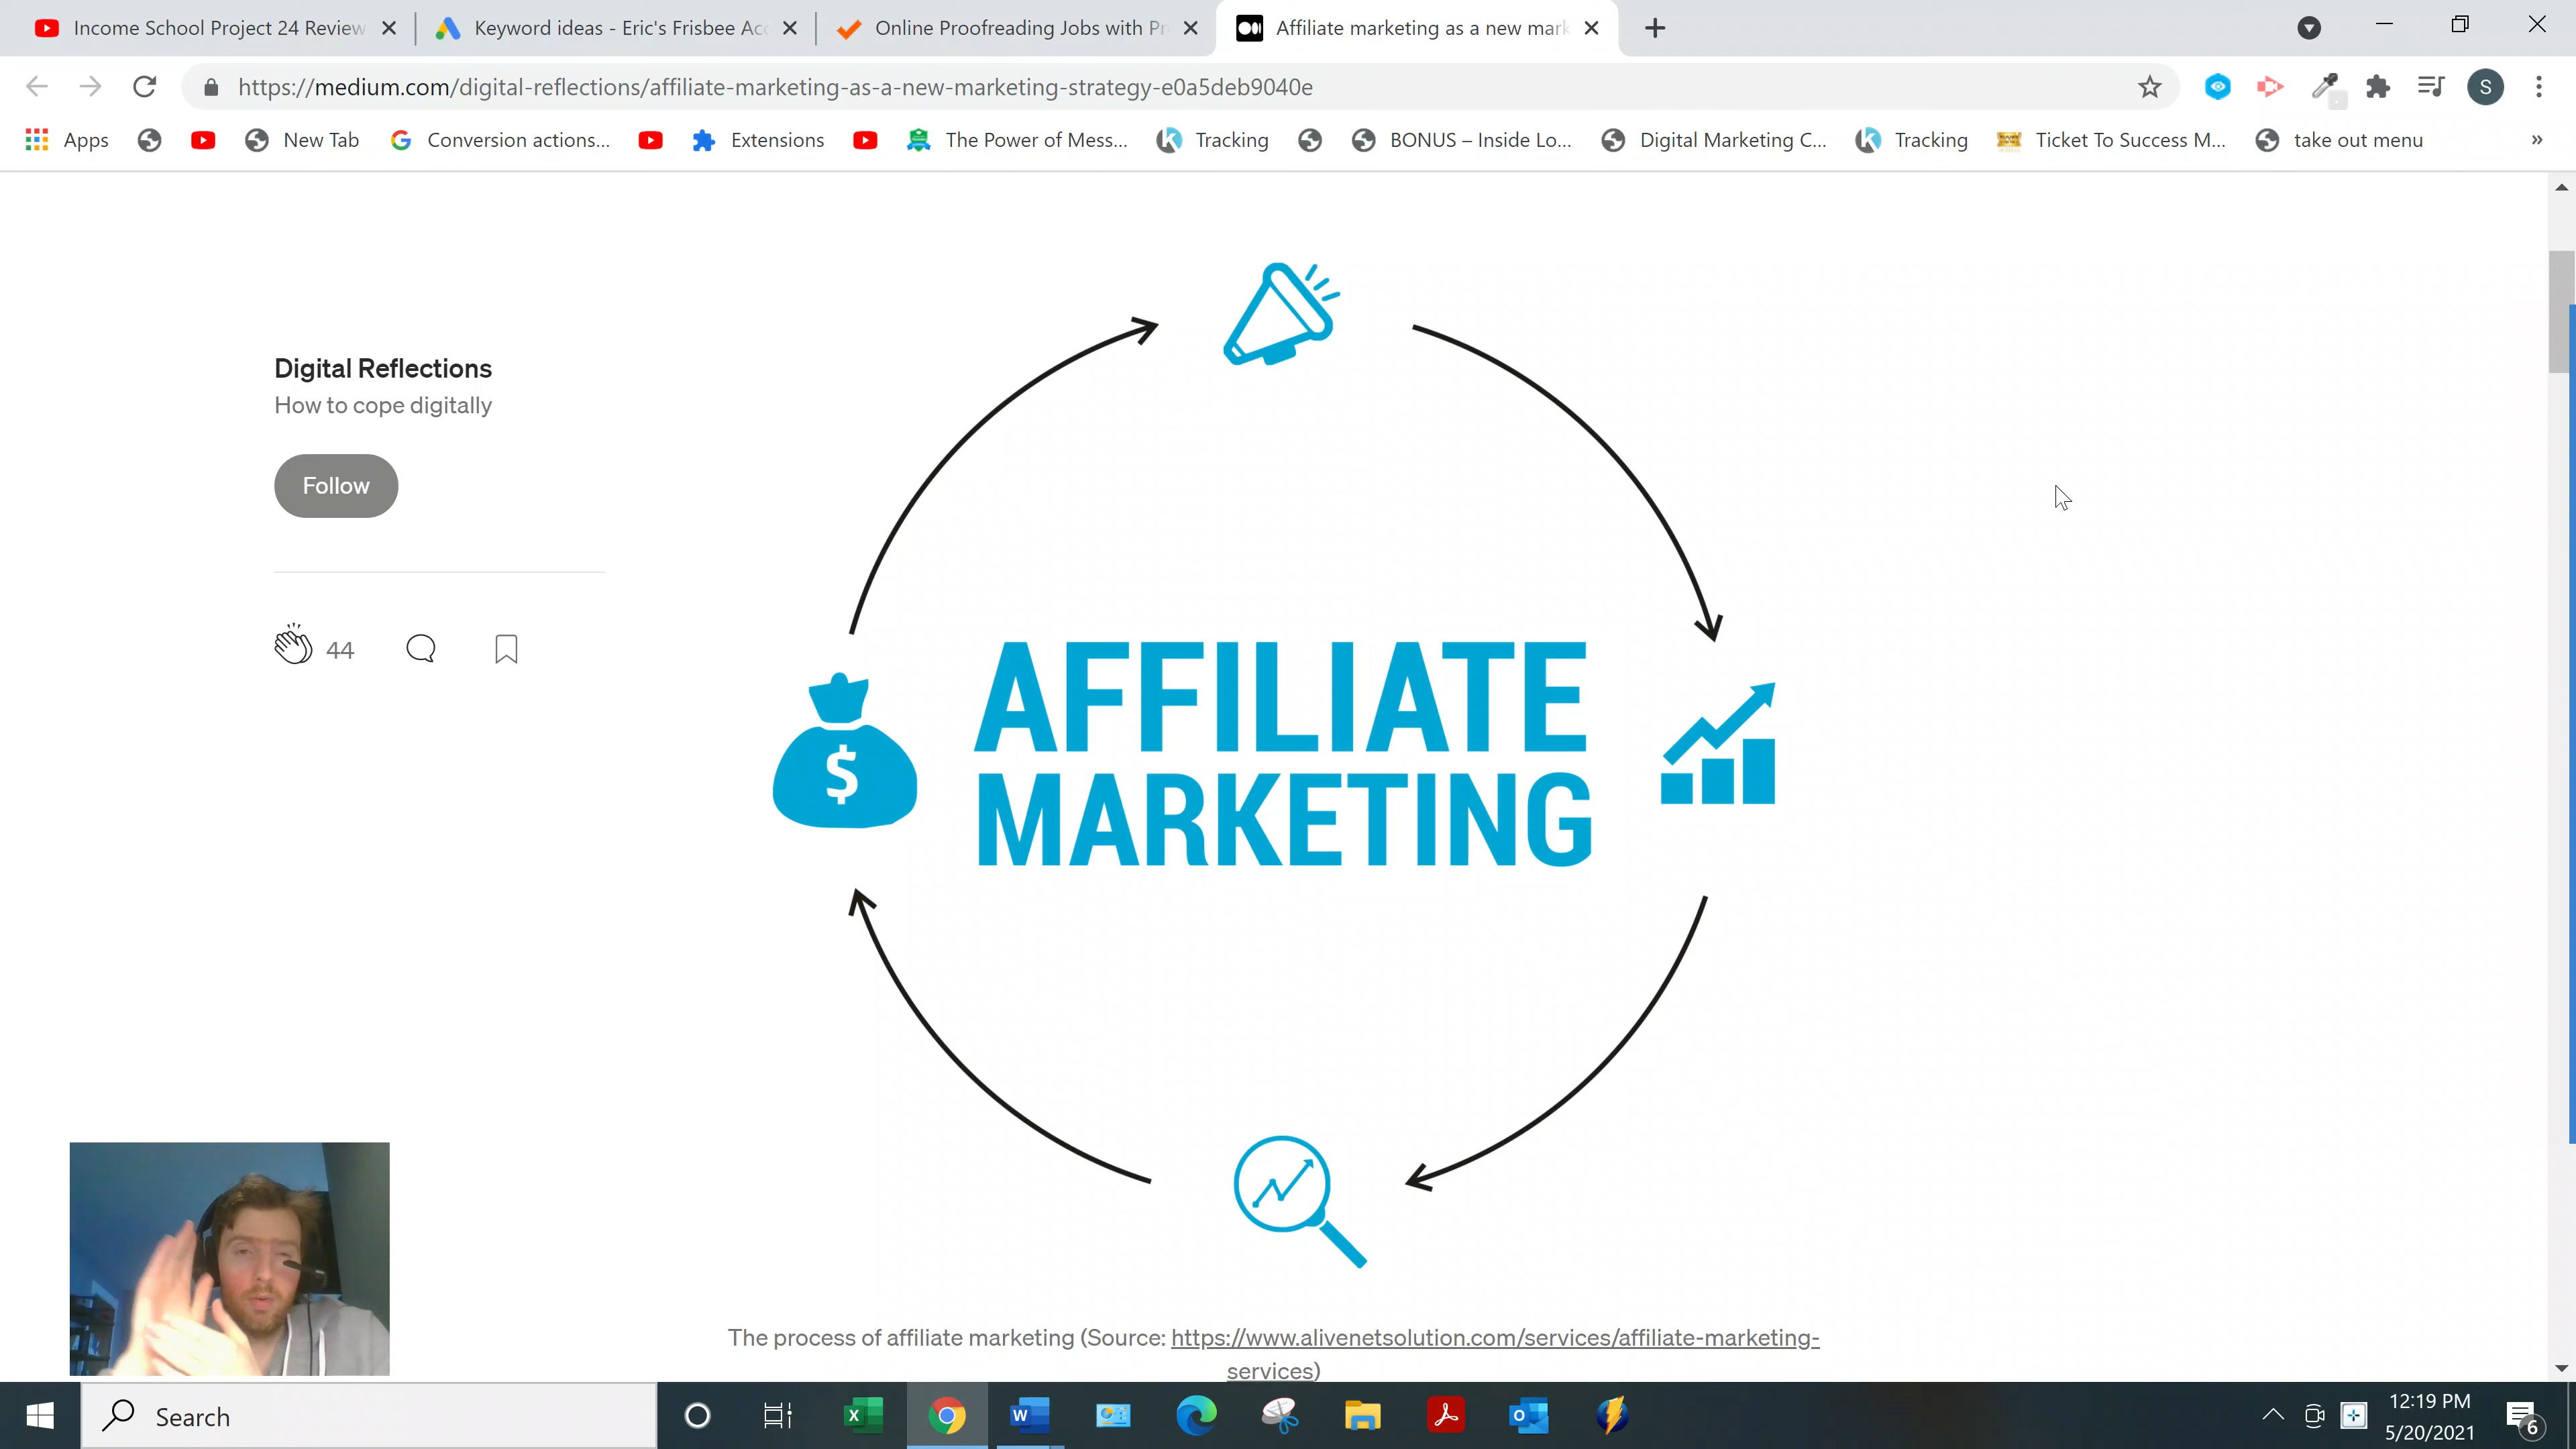 Income School Project 24 Review
Keyword ideas - Eric's Frisbee Acc
Online Proofreading Jobs with Pr
Affiliate marketing as a new mark
https://medium.com/digital-reflections/affiliate-marketing-as-a-new-marketing-strategy-e0a5deb9040e
S
Apps
New Tab
Conversion actions...
Extensions
The Power of Mess...
Tracking
BONUS – Inside Lo...
Digital Marketing C...
Tracking
Ticket To Success M...
take out menu
»
Digital Reflections
How to cope digitally
Follow
44
$
AFFILIATE
MARKETING
The process of affiliate marketing (Source: https://www.alivenetsolution.com/services/affiliate-marketing-
services)
Search
12:19 PM
5/20/2021
6